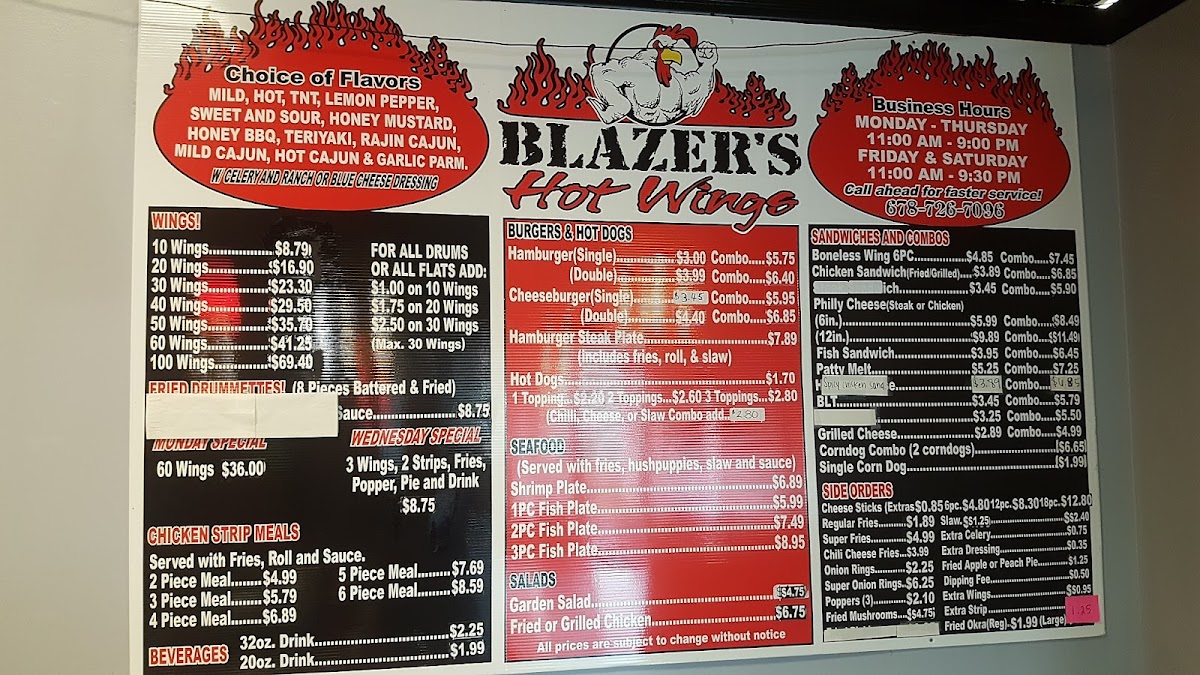 Choice of Flavors
MILD, HOT, TNT, LEMON PEPPER,
SWEET AND SOUR, HONEY MUSTARD,
HONEY BBQ, TERIYAKI, RAJIN CAJUN,
MILD CAJUN, HOT CAJUN & GARLIC PARM.
W/ CELERY AND RANCH OR BLUE CHEESE DRESSING
BLAZER'S
Hot Wings
Business Hours
MONDAY - THURSDAY
11:00 AM - 9:00 PM
FRIDAY & SATURDAY
11:00 AM - 9:30 PM
Call ahead for faster service!
678-726-7096
WINGS!
10 Wings..............$8.79
20 Wings..............$16.90
30 Wings..............$23.30
40 Wings..............$29.50
50 Wings..............$35.70
60 Wings..............$41.25
100 Wings............$69.40
FOR ALL DRUMS
OR ALL FLATS ADD:
$1.00 on 10 Wings
$1.75 on 20 Wings
$2.50 on 30 Wings
(Max. 30 Wings)
FRIED DRUMMETTES! (8 Pieces Battered & Fried)
Sauce....................$8.75
MONDAY SPECIAL
60 Wings $36.00
WEDNESDAY SPECIAL
3 Wings, 2 Strips, Fries,
Popper, Pie and Drink
$8.75
CHICKEN STRIP MEALS
Served with Fries, Roll and Sauce.
2 Piece Meal.......$4.99
3 Piece Meal.......$5.79
4 Piece Meal.......$6.89
5 Piece Meal........$7.69
6 Piece Meal........$8.59
BEVERAGES
32oz. Drink...........................$2.25
20oz. Drink...........................$1.99
BURGERS & HOT DOGS
Hamburger(Single)..............$3.00 Combo.....$5.75
(Double)..............$3.99 Combo.....$6.40
Cheeseburger(Single) $3.45 Combo.....$5.95
(Double)..........$4.40 Combo.....$6.85
Hamburger Steak Plate..............................$7.89
(includes fries, roll, & slaw)
Hot Dogs..................................................$1.70
1 Topping...$2.20 2 Toppings...$2.60 3 Toppings...$2.80
(Chilli, Cheese, or Slaw Combo add.. $2.80)
SEAFOOD
(Served with fries, hushpupples, slaw and sauce)
Shrimp Plate...........................................$6.89
1PC Fish Plate.........................................$5.99
2PC Fish Plate.........................................$7.49
3PC Fish Plate.........................................$8.95
SALADS
Garden Salad...........................................$4.75
Fried or Grilled Chicken.............................$6.75
All prices are subject to change without notice
SANDWICHES AND COMBOS
Boneless Wing 6PC................$4.85 Combo.....$7.45
Chicken Sandwich(Fried/Grilled)....$3.89 Combo.....$6.85
ich....................$3.45 Combo.....$5.90
Philly Cheese(Steak or Chicken)
(6in.)................................$5.99 Combo....$8.49
(12in.)...............................$9.89 Combo....$11.49
Fish Sandwich....................$3.95 Combo.....$6.45
Patty Melt..........................$5.25 Combo.....$7.25
H Spicy chicken sand e $3.99 Combo.... $6.85
BLT...................................$3.45 Combo.....$5.79
$3.25 Combo.....$5.50
Grilled Cheese....................$2.89 Combo.....$4.99
Corndog Combo (2 corndogs)......................$6.65
Single Corn Dog........................................$1.99
SIDE ORDERS
Cheese Sticks (Extras$0.85 6pc.$4.80 12pc.$8.30 18pc.$12.80
Regular Fries........$1.89
Super Fries...........$4.99
Chili Cheese Fries...$3.99
Onion Rings.........$2.25
Super Onion Rings..$6.25
Poppers (3)..........$2.10
Fried Mushrooms....$4.75
Slaw.($1.25)....................$2.40
Extra Celery.....................$0.75
Extra Dressing..................$0.35
Fried Apple or Peach Pie......$1.25
Dipping Fee......................$0.50
Extra Wings......................$0.95
Extra Strip............... 1.25
Fried Okra(Reg).$1.99 (Large)